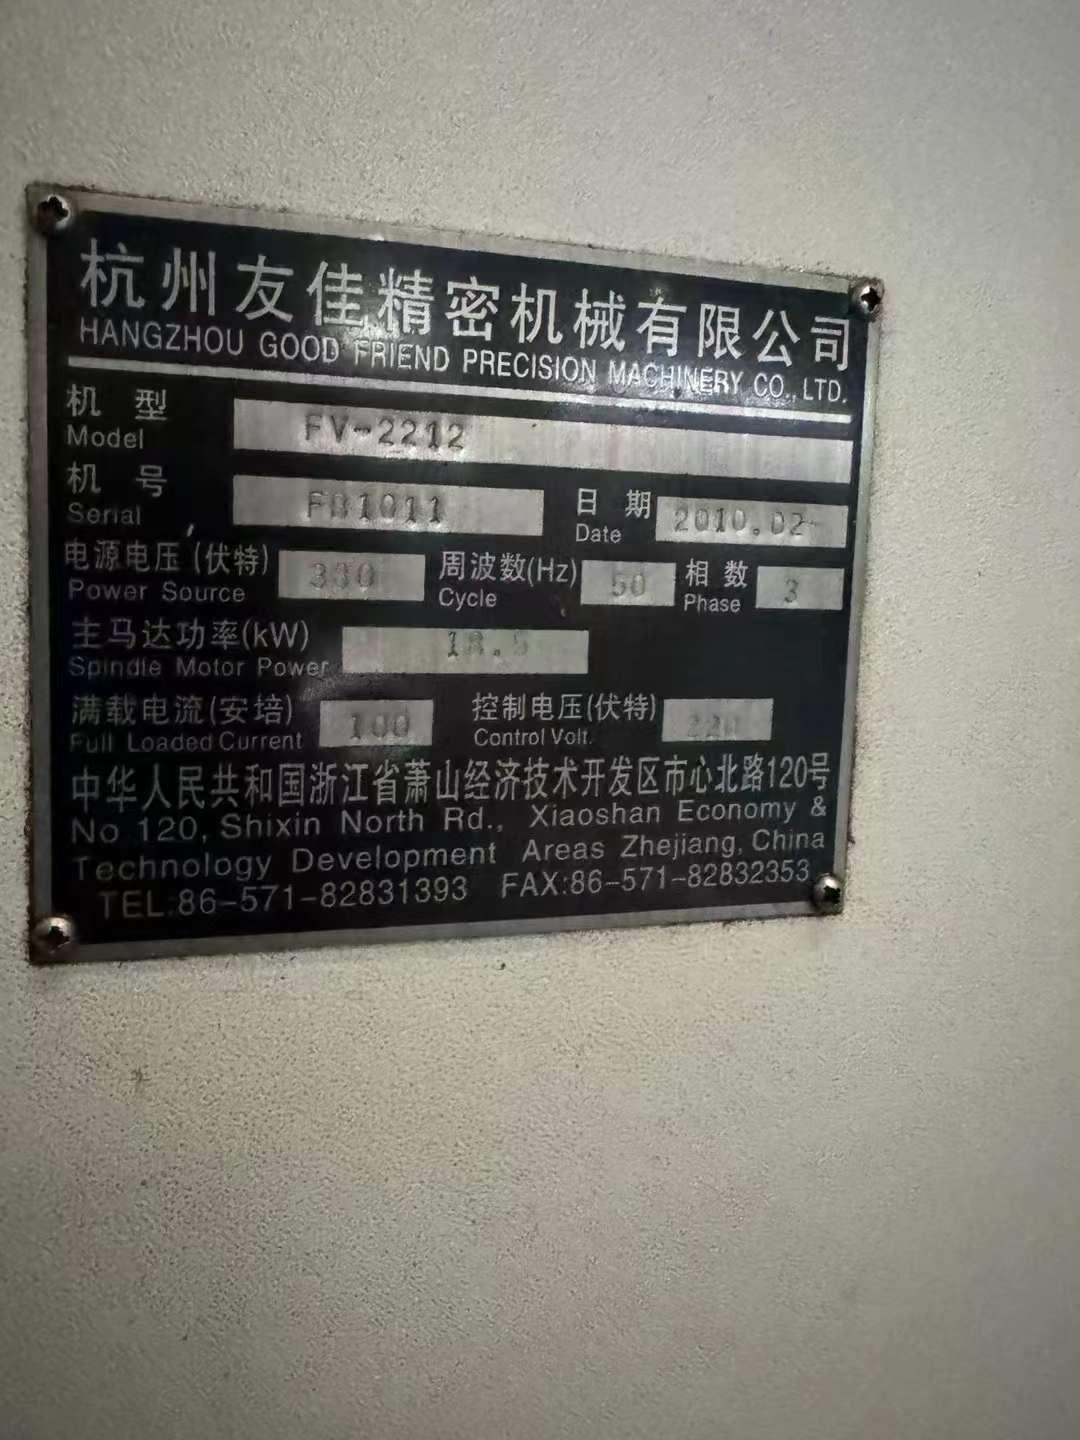 杭州友佳精密机械有限公司
HANGZHOU GOOD FRIEND PRECISION MACHINERY CO., LTD.
机 型
Model FV-2212
机 号 日 期
Serial FB1011 Date 2010.02
电源电压(伏特) 380 周波数(Hz) 50 相 数 3
Power Source Cycle Phase
主马达功率(kW) 18.5
Spindle Motor Power
满载电流(安培) 100 控制电压(伏特)
Full Loaded Current Control Volt.
中华人民共和国浙江省萧山经济技术开发区市心北路120号
No 120, Shixin North Rd., Xiaoshan Economy &
Technology Development Areas Zhejiang, China
TEL:86-571-82831393 FAX:86-571-82832353